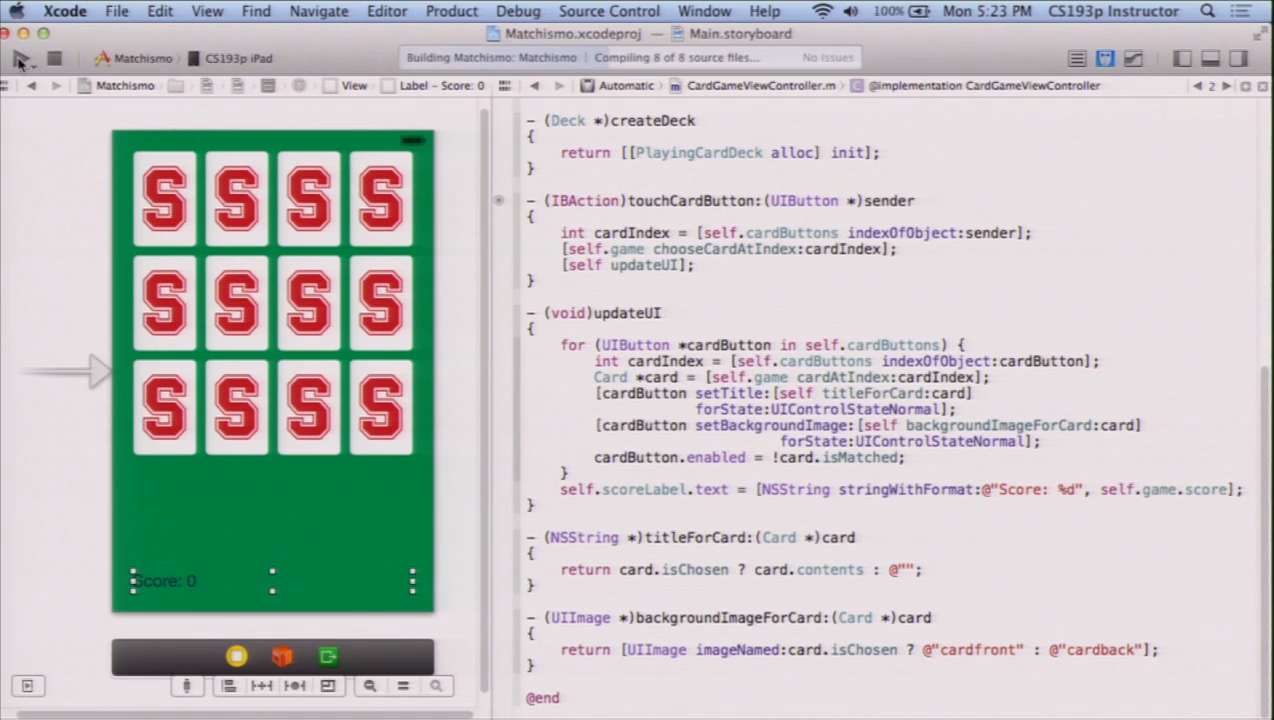 Xcode File Edit View Find Navigate Editor Product Debug Source Control Window Help 100% Mon 5:23 PM CS193p Instructor
Matchismo.xcodeproj — Main.storyboard
Matchismo CS193p iPad Building Matchismo: Matchismo Compiling 8 of 8 source files... No Issues
Matchismo View Label – Score: 0 Automatic CardGameViewController.m @implementation CardGameViewController 2
S S S S
S S S S
S S S S
Score: 0
- (Deck *)createDeck
{
return [[PlayingCardDeck alloc] init];
}
- (IBAction)touchCardButton:(UIButton *)sender
{
int cardIndex = [self.cardButtons indexOfObject:sender];
[self.game chooseCardAtIndex:cardIndex];
[self updateUI];
}
- (void)updateUI
{
for (UIButton *cardButton in self.cardButtons) {
int cardIndex = [self.cardButtons indexOfObject:cardButton];
Card *card = [self.game cardAtIndex:cardIndex];
[cardButton setTitle:[self titleForCard:card]
forState:UIControlStateNormal];
[cardButton setBackgroundImage:[self backgroundImageForCard:card]
forState:UIControlStateNormal];
cardButton.enabled = !card.isMatched;
}
self.scoreLabel.text = [NSString stringWithFormat:@"Score: %d", self.game.score];
}
- (NSString *)titleForCard:(Card *)card
{
return card.isChosen ? card.contents : @"";
}
- (UIImage *)backgroundImageForCard:(Card *)card
{
return [UIImage imageNamed:card.isChosen ? @"cardfront" : @"cardback"];
}
@end